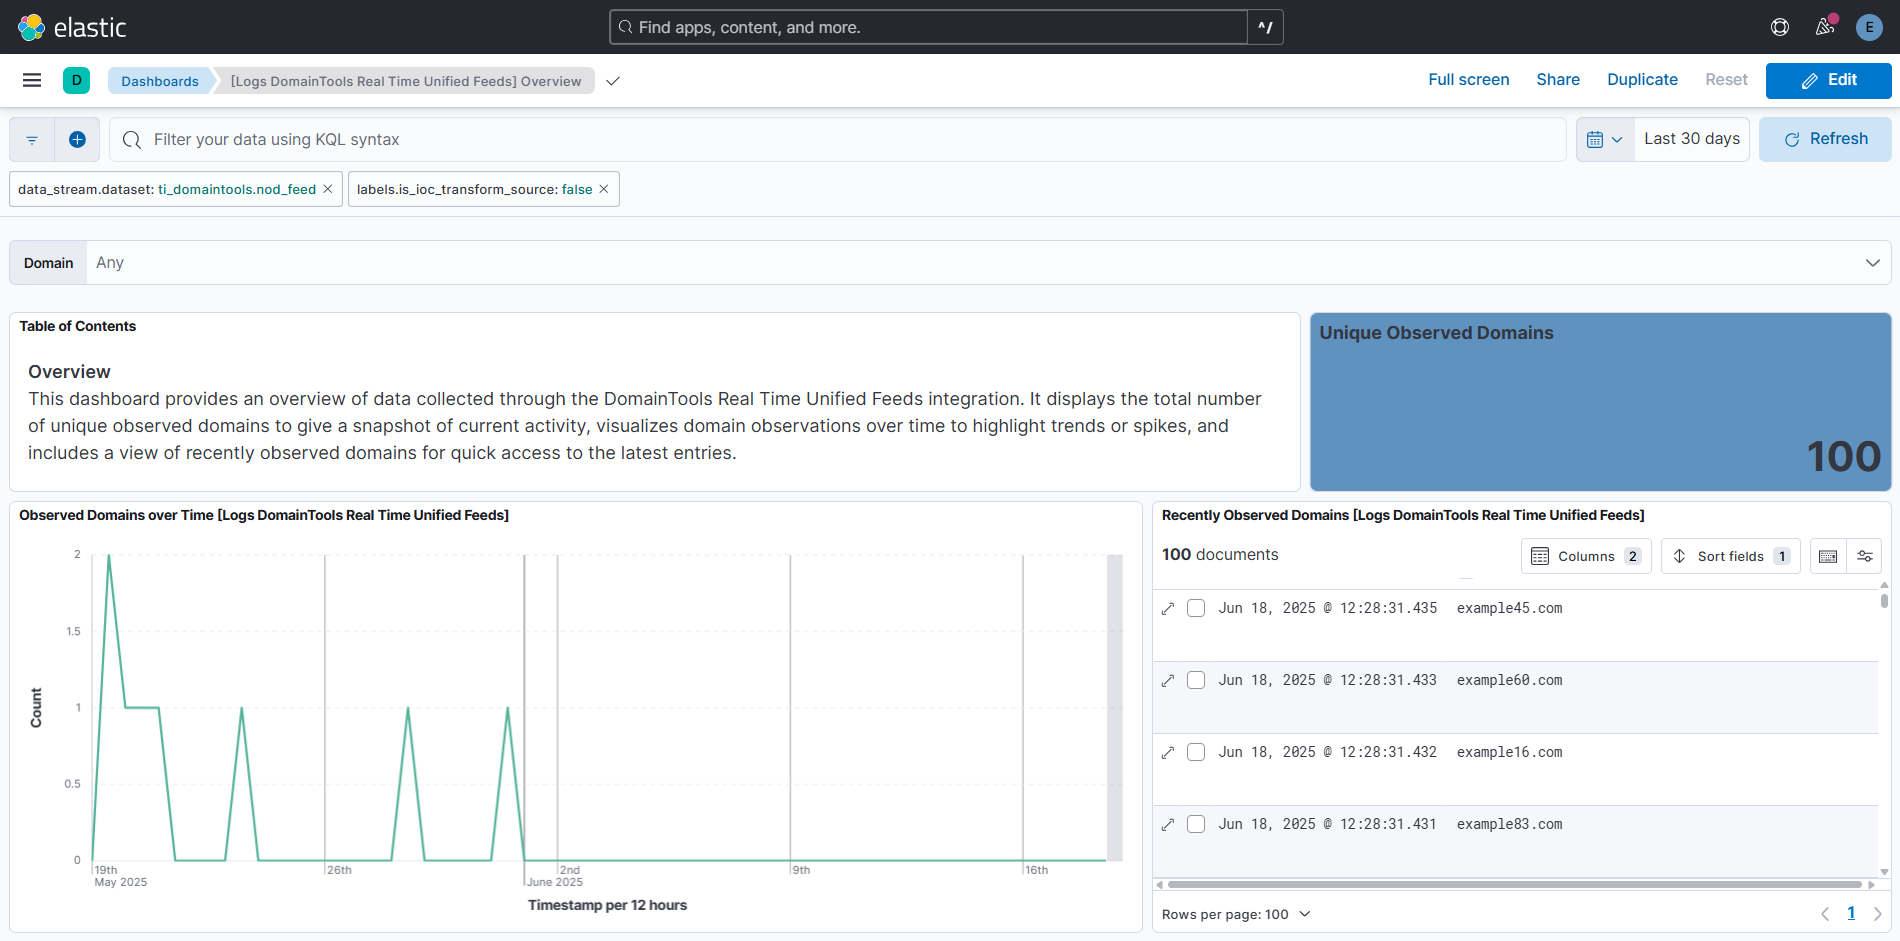 elastic
Find apps, content, and more.
^/
E
D
Dashboards
[Logs DomainTools Real Time Unified Feeds] Overview
Full screen
Share
Duplicate
Reset
Edit
Filter your data using KQL syntax
Last 30 days
Refresh
data_stream.dataset: ti_domaintools.nod_feed
labels.is_ioc_transform_source: false
Domain
Any
Table of Contents
Overview
This dashboard provides an overview of data collected through the DomainTools Real Time Unified Feeds integration. It displays the total number
of unique observed domains to give a snapshot of current activity, visualizes domain observations over time to highlight trends or spikes, and
includes a view of recently observed domains for quick access to the latest entries.
Unique Observed Domains
100
Observed Domains over Time [Logs DomainTools Real Time Unified Feeds]
2
1.5
1
0.5
0
Count
19th
May 2025
26th
June 2025
2nd
9th
16th
Timestamp per 12 hours
Recently Observed Domains [Logs DomainTools Real Time Unified Feeds]
100 documents
Columns 2
Sort fields 1
Jun 18, 2025 @ 12:28:31.435 example45.com
Jun 18, 2025 @ 12:28:31.433 example60.com
Jun 18, 2025 @ 12:28:31.432 example16.com
Jun 18, 2025 @ 12:28:31.431 example83.com
Rows per page: 100
1